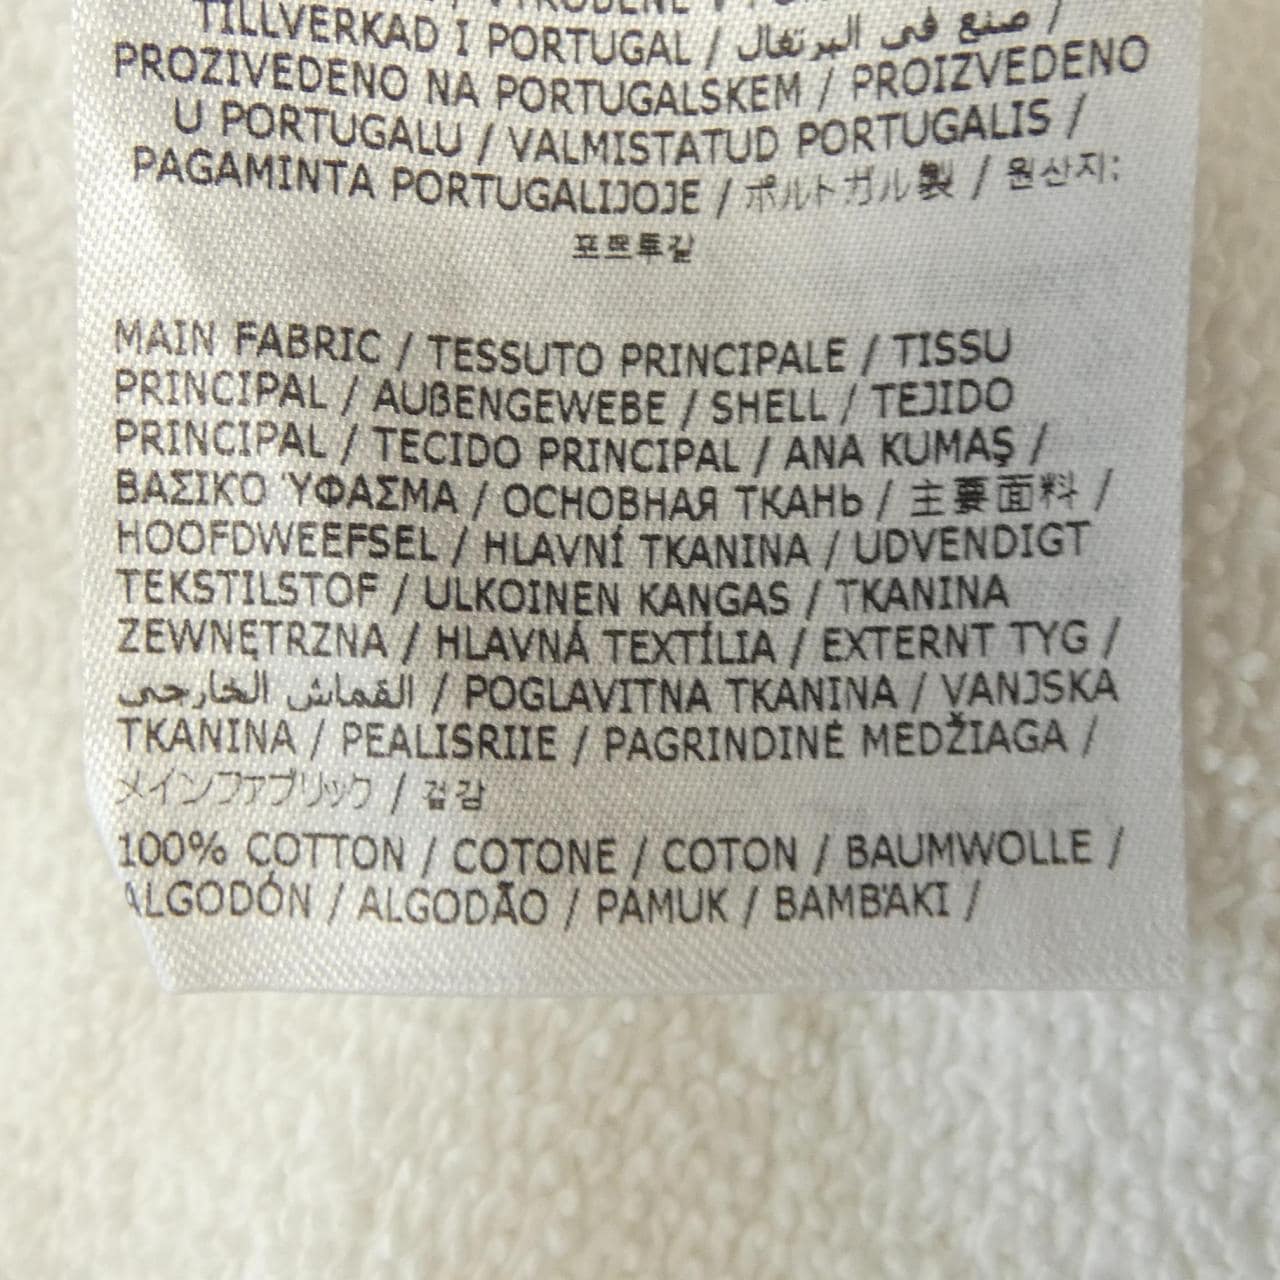 VYROBENÉ V
TILLVERKAD I PORTUGAL / صنع في البرتغال /
PROZIVEDENO NA PORTUGALSKEM / PROIZVEDENO
U PORTUGALU / VALMISTATUD PORTUGALIS /
PAGAMINTA PORTUGALIJOJE / ポルトガル製 / 원산지:
포르투갈
MAIN FABRIC / TESSUTO PRINCIPALE / TISSU
PRINCIPAL / AUßENGEWEBE / SHELL / TEJIDO
PRINCIPAL / TECIDO PRINCIPAL / ANA KUMAŞ /
ΒΑΣΙΚΟ ΎΦΑΣΜΑ / ОСНОВНАЯ ТКАНЬ / 主要面料 /
HOOFDWEEFSEL / HLAVNÍ TKANINA / UDVENDIGT
TEKSTILSTOF / ULKOINEN KANGAS / TKANINA
ZEWNĘTRZNA / HLAVNÁ TEXTÍLIA / EXTERNT TYG /
القماش الخارجي / POGLAVITNA TKANINA / VANJSKA
TKANINA / PEALISRIIE / PAGRINDINĖ MEDŽIAGA /
メインファブリック / 겉감
100% COTTON / COTONE / COTON / BAUMWOLLE /
ALGODÓN / ALGODÃO / PAMUK / ΒΑΜΒΆΚΙ /